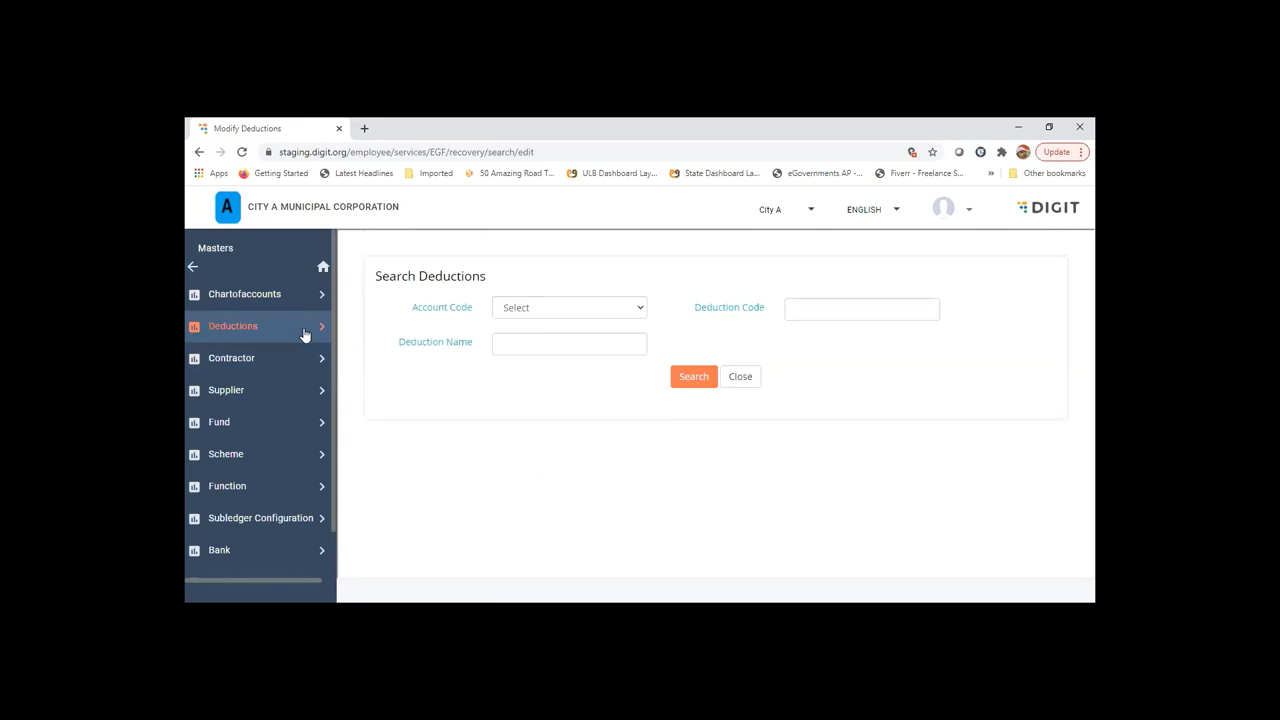 Modify Deductions
staging.digit.org/employee/services/EGF/recovery/search/edit
Update
Apps
Getting Started
Latest Headlines
Imported
50 Amazing Road T...
ULB Dashboard Lay...
State Dashboard La...
eGovernments AP -...
Fiverr - Freelance S...
Other bookmarks
A
CITY A MUNICIPAL CORPORATION
City A
ENGLISH
DIGIT
Masters
Chartofaccounts
Deductions
Contractor
Supplier
Fund
Scheme
Function
Subledger Configuration
Bank
Search Deductions
Account Code
Select
Deduction Code
Deduction Name
Search
Close